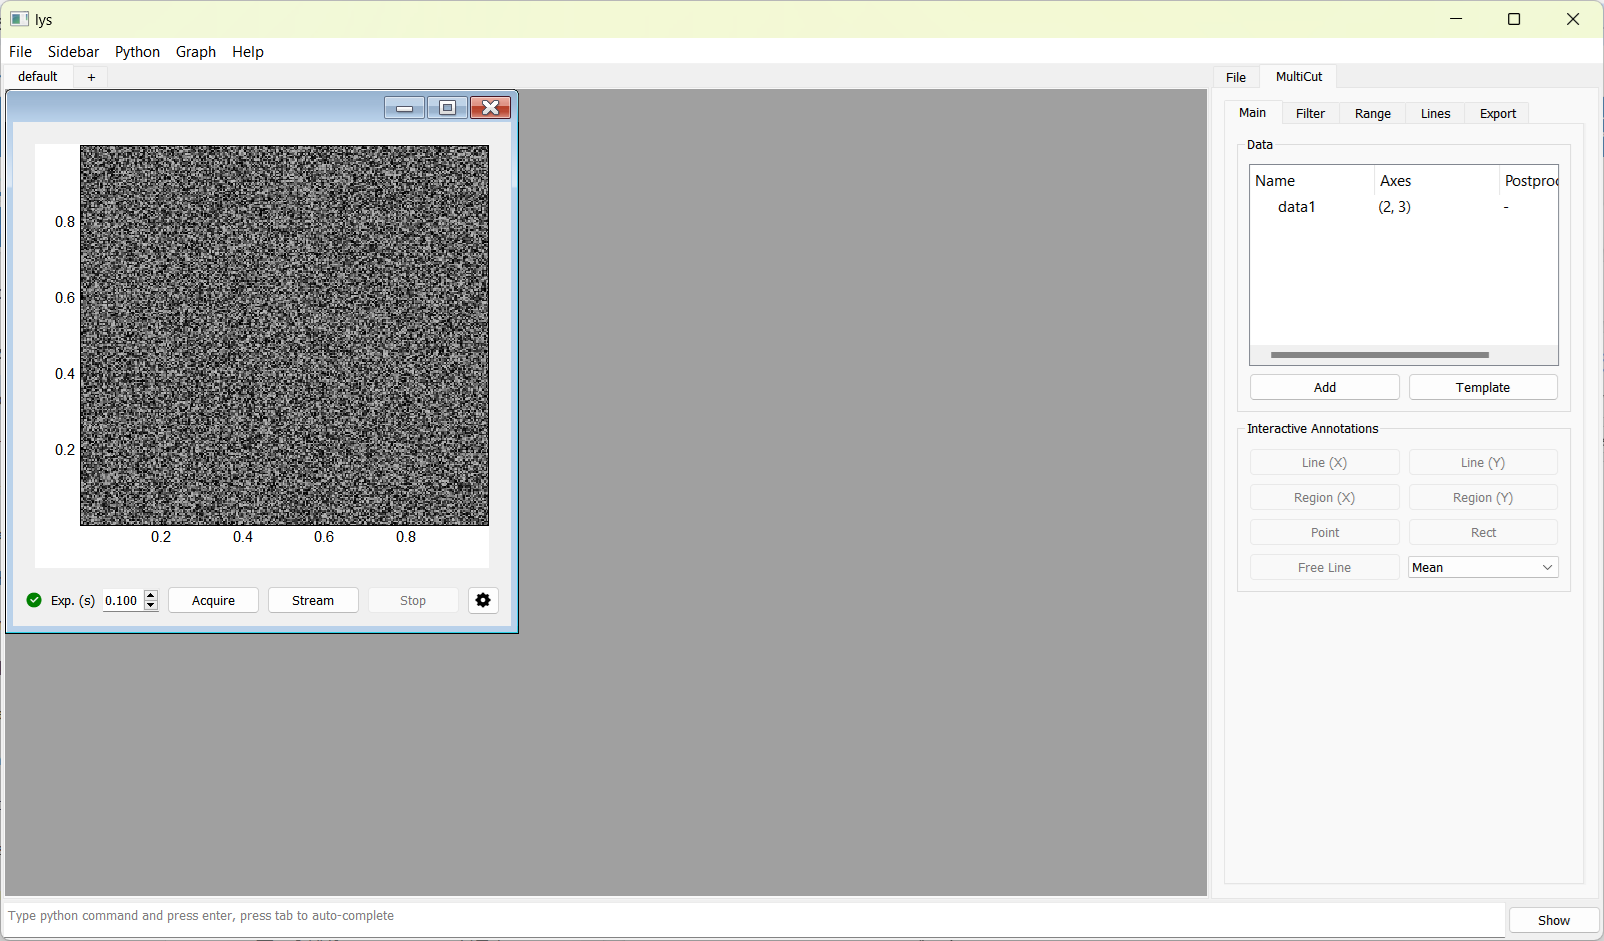 lys
File Sidebar Python Graph Help
default +
File MultiCut
Main Filter Range Lines Export
Data
Name Axes Postproc
data1 (2, 3) -
Add Template
Interactive Annotations
Line (X) Line (Y)
Region (X) Region (Y)
Point Rect
Free Line Mean
0.8
0.6
0.4
0.2
0.2 0.4 0.6 0.8
Exp. (s) 0.100 Acquire Stream Stop
Type python command and press enter, press tab to auto-complete
Show